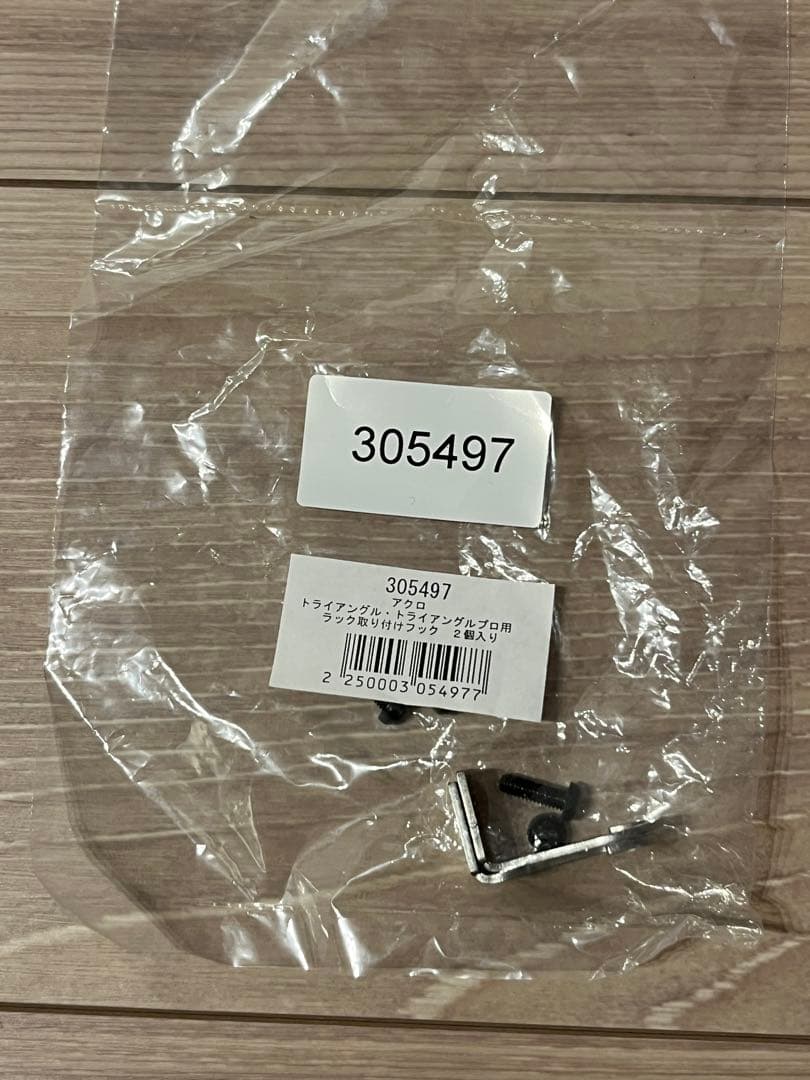 305497
305497
アクロ
トライアングル・トライアングルプロ用
ラック取り付けフック 2個入り
2 250003 054977